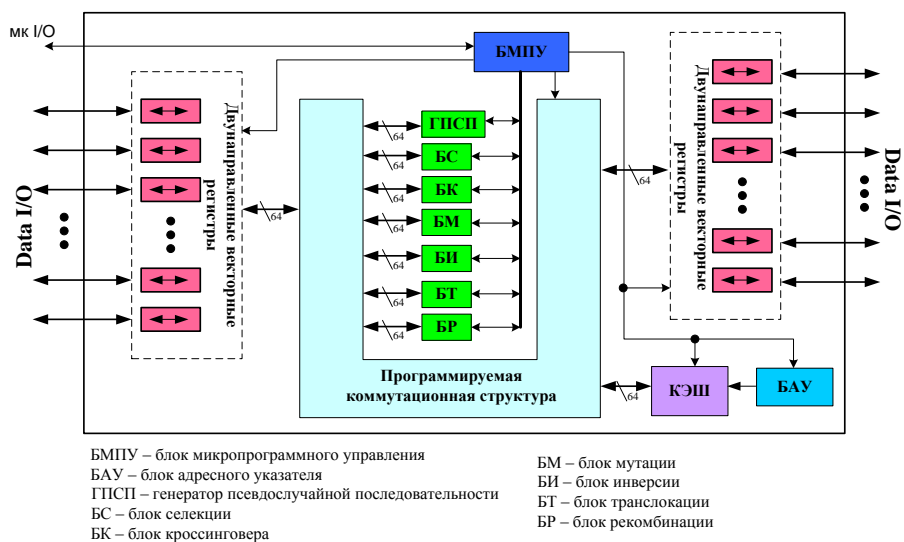 мк I/O
БМПУ
Двунаправленные векторные
регистры
Data I/O
64
ГПСП
64
БС
64
БК
64
БМ
64
БИ
64
БТ
64
БР
64
Программируемая
коммутационная структура
64
Двунаправленные векторные
регистры
Data I/O
64
КЭШ
БАУ
БМПУ – блок микропрограммного управления
БАУ – блок адресного указателя
ГПСП – генератор псевдослучайной последовательности
БС – блок селекции
БК – блок кроссинговера
БМ – блок мутации
БИ – блок инверсии
БТ – блок транслокации
БР – блок рекомбинации